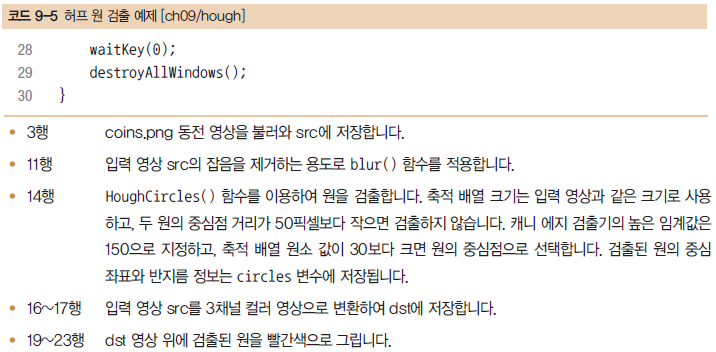 코드 9-5 허프 원 검출 예제 [ch09/hough]
28 waitKey(0);
29 destroyAllWindows();
30 }
• 3행 coins.png 동전 영상을 불러와 src에 저장합니다.
• 11행 입력 영상 src의 잡음을 제거하는 용도로 blur() 함수를 적용합니다.
• 14행 HoughCircles() 함수를 이용하여 원을 검출합니다. 축적 배열 크기는 입력 영상과 같은 크기로 사용
하고, 두 원의 중심점 거리가 50픽셀보다 작으면 검출하지 않습니다. 캐니 에지 검출기의 높은 임계값은
150으로 지정하고, 축적 배열 원소 값이 30보다 크면 원의 중심점으로 선택합니다. 검출된 원의 중심
좌표와 반지름 정보는 circles 변수에 저장됩니다.
• 16~17행 입력 영상 src를 3채널 컬러 영상으로 변환하여 dst에 저장합니다.
• 19~23행 dst 영상 위에 검출된 원을 빨간색으로 그립니다.